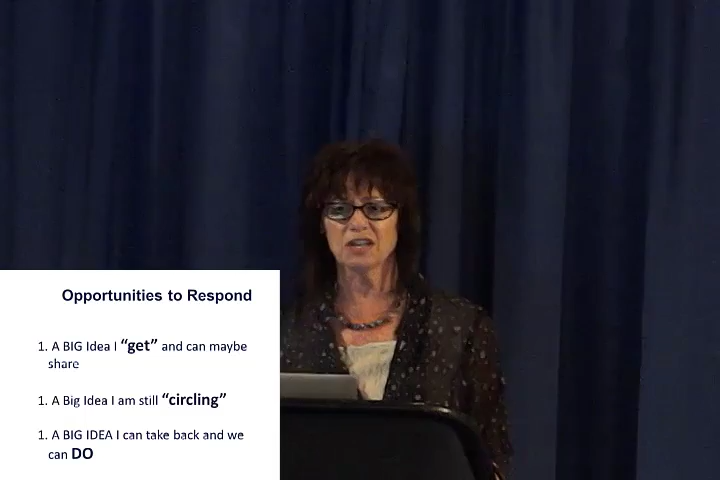 Opportunities to Respond
1. A BIG Idea I “get” and can maybe
share
1. A Big Idea I am still “circling”
1. A BIG IDEA I can take back and we
can DO